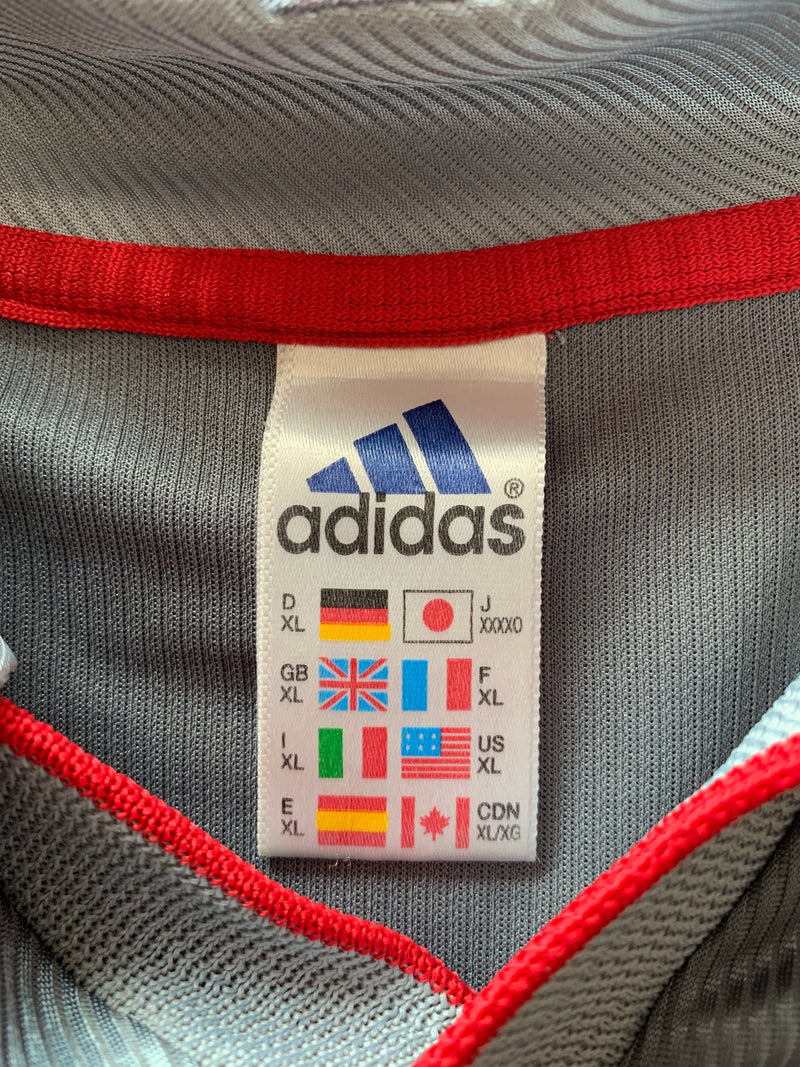 adidas®
D XL J XXXXO
GB XL F XL
I XL US XL
E XL CDN XL/XG